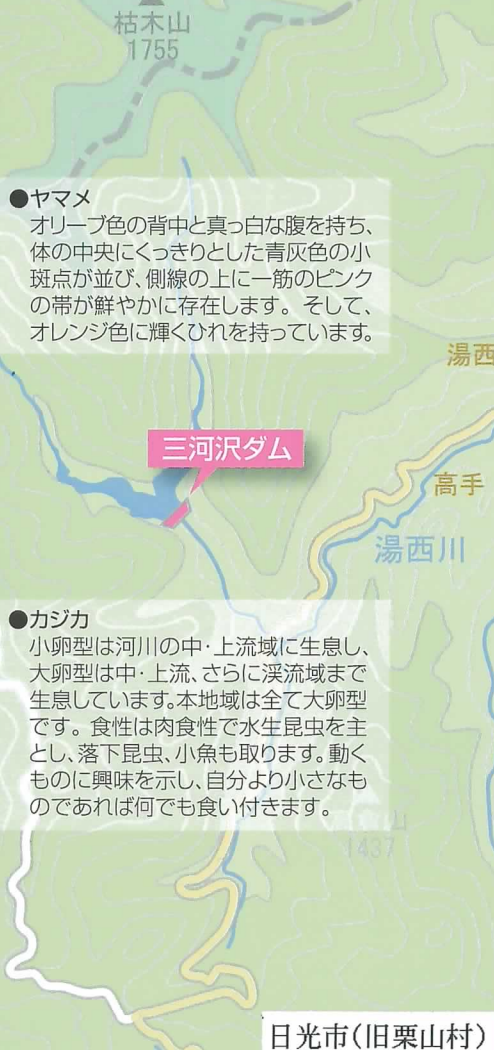 枯木山
1755
●ヤマメ
オリーブ色の背中と真っ白な腹を持ち、
体の中央にくっきりとした青灰色の小
斑点が並び、側線の上に一筋のピンク
の帯が鮮やかに存在します。そして、
オレンジ色に輝くひれを持っています。
湯西
三河沢ダム
高手
湯西川
●カジカ
小卵型は河川の中・上流域に生息し、
大卵型は中・上流、さらに渓流域まで
生息しています。本地域は全て大卵型
です。食性は肉食性で水生昆虫を主
とし、落下昆虫、小魚も取ります。動く
ものに興味を示し、自分より小さなも
のであれば何でも食い付きます。
山
1437
日光市(旧栗山村)